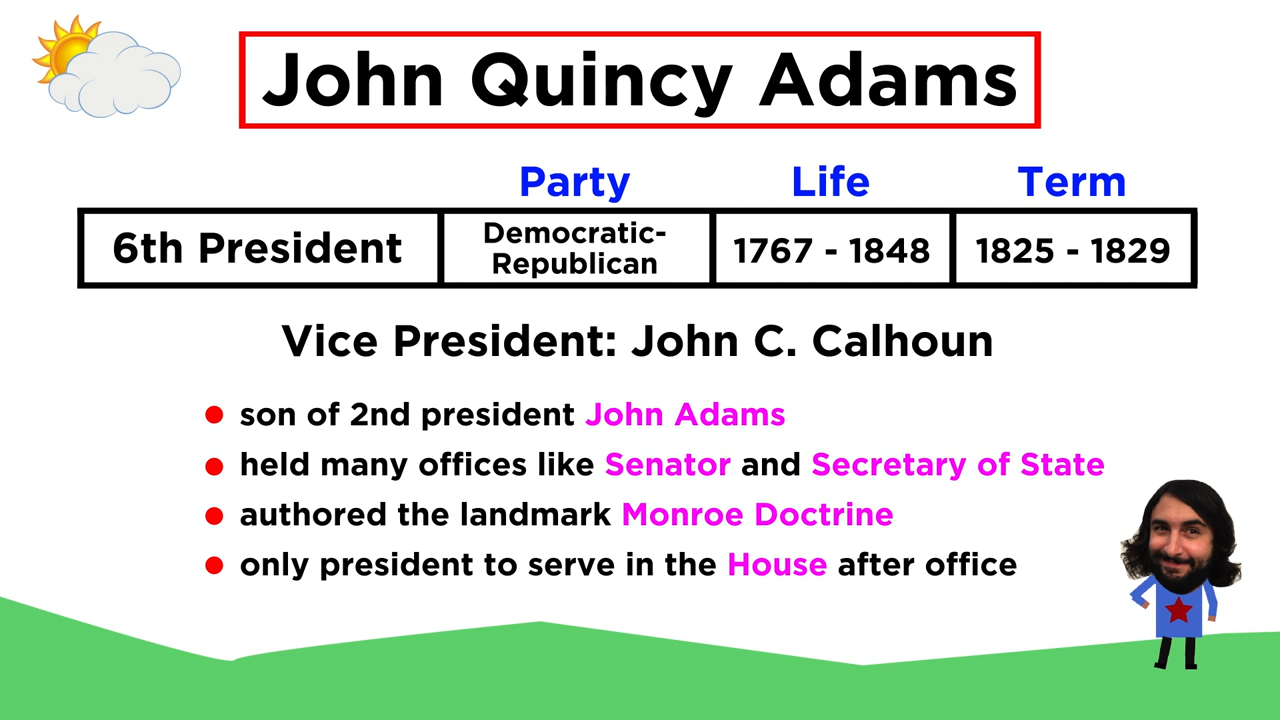 John Quincy Adams
Party Life Term
6th President
Democratic-
Republican
1767 - 1848
1825 - 1829
Vice President: John C. Calhoun
son of 2nd president John Adams
held many offices like Senator and Secretary of State
authored the landmark Monroe Doctrine
only president to serve in the House after office